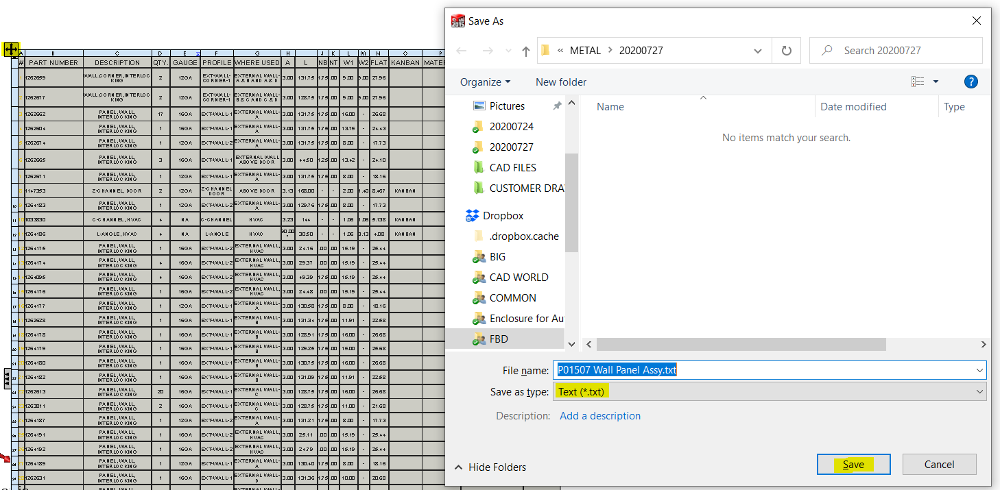 A B C D E F G H J K L M N O P
# PART NUMBER DESCRIPTION QTY. GAUGE PROFILE WHERE USED A L NB NT W1 W2 FLAT KANBAN MATER
1262659 WALL,CORNER,INTERLOCKING 2 12GA EXT-WALL-CORNER-1 EXTERNAL WALL-A & B AND A & D 3.00 131.75 1.75 .00 9.00 9.00 27.96
1262677 WALL,CORNER,INTERLOCKING 2 12GA EXT-WALL-CORNER-1 EXTERNAL WALL-B & C AND C & D 3.00 128.75 1.75 .00 9.00 9.00 27.96
1262662 PANEL,WALL, INTERLOCKING 17 16GA EXT-WALL-1 EXTERNAL WALL-A 3.00 131.75 1.75 .00 16.00 - 26.68
1262604 PANEL,WALL, INTERLOCKING 1 16GA EXT-WALL-1 EXTERNAL WALL-A 3.00 131.75 1.75 .00 13.75 - 24.43
1262674 PANEL,WALL, INTERLOCKING 1 12GA EXT-WALL-2 EXTERNAL WALL-A 3.00 131.75 1.75 .00 8.00 - 17.73
1262665 PANEL,WALL, INTERLOCKING 3 16GA EXT-WALL-1 EXTERNAL WALL ABOVE DOOR 3.00 44.50 1.25 .00 13.42 - 24.10
1262671 PANEL,WALL, INTERLOCKING 1 12GA EXT-WALL-1 EXTERNAL WALL-A 3.00 131.75 1.75 .00 8.00 - 18.16
1147353 Z-CHANNEL, DOOR 2 12GA Z-CHANNEL DOOR ABOVE DOOR 3.13 168.00 - - 2.00 1.40 8.467 KANBAN
10 1264183 PANEL,WALL, INTERLOCKING 1 12GA EXT-WALL-2 EXTERNAL WALL-A 3.00 129.76 1.75 .00 8.00 - 17.73
11 1033830 C-CHANNEL, HVAC 4 NA C-CHANNEL HVAC 3.23 144 - - 1.06 1.06 5.138 KANBAN
12 1264186 L-ANGLE, HVAC 4 NA L-ANGLE HVAC 90.00° 30.50 - - 1.06 3.13 4.08 KANBAN
13 1264175 PANEL,WALL, INTERLOCKING 1 16GA EXT-WALL-2 EXTERNAL WALL, HVAC 3.00 24.16 .00 .00 15.19 - 25.44
14 1264174 PANEL,WALL, INTERLOCKING 4 16GA EXT-WALL-2 EXTERNAL WALL, HVAC 3.00 29.37 .00 .00 15.19 - 25.44
15 1264095 PANEL,WALL, INTERLOCKING 4 16GA EXT-WALL-2 EXTERNAL WALL, HVAC 3.00 49.39 1.75 .00 15.19 - 25.44
16 1264176 PANEL,WALL, INTERLOCKING 1 16GA EXT-WALL-2 EXTERNAL WALL, HVAC 3.00 24.48 .00 .00 15.19 - 25.44
17 1264177 PANEL,WALL, INTERLOCKING 1 12GA EXT-WALL-1 EXTERNAL WALL-A 3.00 130.58 1.75 .00 8.00 - 18.16
18 1262628 PANEL,WALL, INTERLOCKING 1 16GA EXT-WALL-1 EXTERNAL WALL-B 3.00 131.34 1.75 .00 11.91 - 22.58
19 1264178 PANEL,WALL, INTERLOCKING 1 16GA EXT-WALL-1 EXTERNAL WALL-B 3.00 128.91 1.75 .00 16.00 - 26.68
20 1264179 PANEL,WALL, INTERLOCKING 1 16GA EXT-WALL-1 EXTERNAL WALL-B 3.00 129.25 1.75 .00 15.00 - 25.68
21 1264180 PANEL,WALL, INTERLOCKING 1 16GA EXT-WALL-1 EXTERNAL WALL-B 3.00 130.75 1.75 .00 16.00 - 26.68
22 1264182 PANEL,WALL, INTERLOCKING 1 16GA EXT-WALL-1 EXTERNAL WALL-B 3.00 131.09 1.75 .00 11.91 - 22.58
23 1262613 PANEL,WALL, INTERLOCKING 20 16GA EXT-WALL-1 EXTERNAL WALL-C 3.00 128.75 1.75 .00 16.00 - 26.68
24 1263811 PANEL,WALL, INTERLOCKING 2 16GA EXT-WALL-1 EXTERNAL WALL-C 3.00 128.75 1.75 .00 11.00 - 21.68
25 1264187 PANEL,WALL, INTERLOCKING 1 12GA EXT-WALL-2 EXTERNAL WALL-A 3.00 131.21 1.75 .00 8.00 - 17.73
26 1264191 PANEL,WALL, INTERLOCKING 1 16GA EXT-WALL-2 EXTERNAL WALL, HVAC 3.00 25.11 .00 .00 15.19 - 25.44
27 1264192 PANEL,WALL, INTERLOCKING 1 16GA EXT-WALL-2 EXTERNAL WALL, HVAC 3.00 24.79 .00 .00 15.19 - 25.44
1264189 PANEL,WALL, INTERLOCKING 1 12GA EXT-WALL-1 EXTERNAL WALL-A 3.00 130.40 1.75 .00 8.00 - 18.16
1262631 PANEL,WALL, INTERLOCKING 1 16GA EXT-WALL-1 EXTERNAL WALL-D 3.00 131.36 1.75 .00 10.00 - 20.68
PANEL,WALL, EXTERNAL WALL-
Save As
« METAL > 20200727
Search 20200727
Organize
New folder
?
Pictures
20200724
20200727
CAD FILES
CUSTOMER DRA
Dropbox
.dropbox.cache
BIG
CAD WORLD
COMMON
Enclosure for Au
FBD
Name Date modified Type
No items match your search.
File name: P01507 Wall Panel Assy.txt
Save as type: Text (*.txt)
Description: Add a description
Hide Folders
Save
Cancel